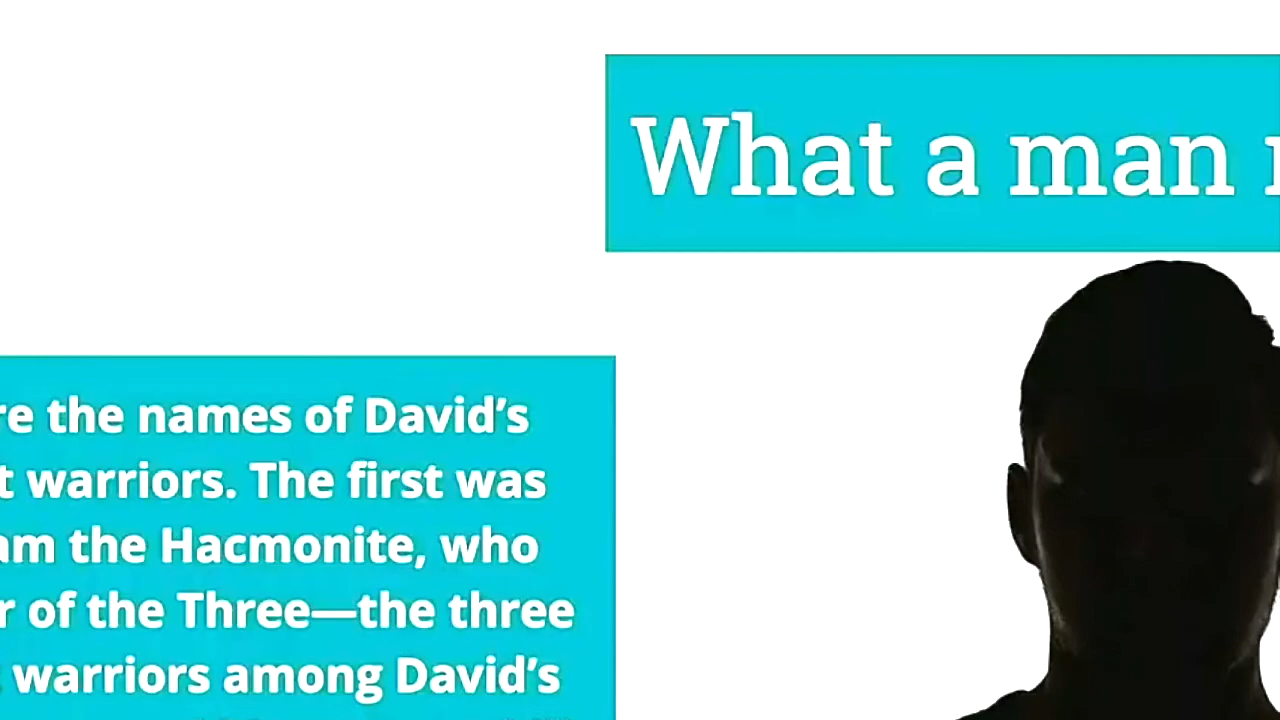 What a man
re the names of David's
t warriors. The first was
am the Hacmonite, who
r of the Three—the three
warriors among David's